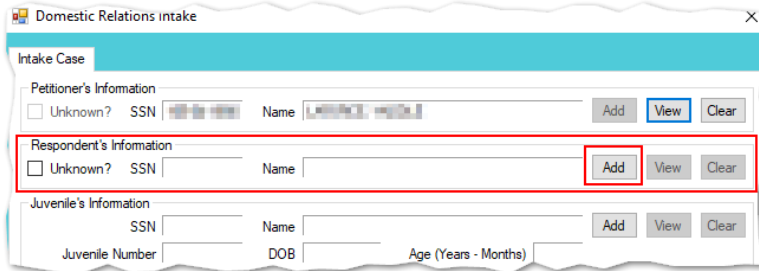 Domestic Relations Intake
Intake Case
Petitioner's Information
Unknown? SSN Name Add View Clear
Respondent's Information
Unknown? SSN Name Add View Clear
Juvenile's Information
SSN Name Add View Clear
Juvenile Number DOB Age (Years - Months)